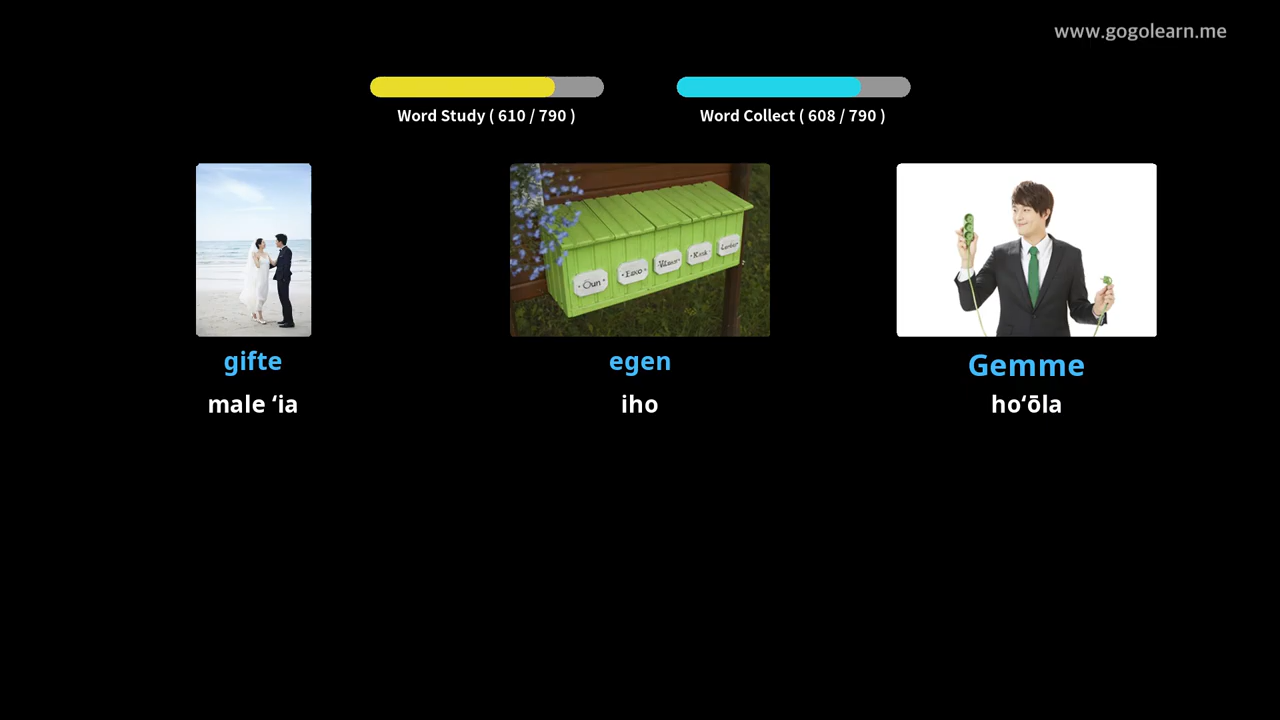 www.gogolearn.me
Word Study ( 610 / 790 )
Word Collect ( 608 / 790 )
gifte
egen
Gemme
male ʻia
iho
hoʻōla